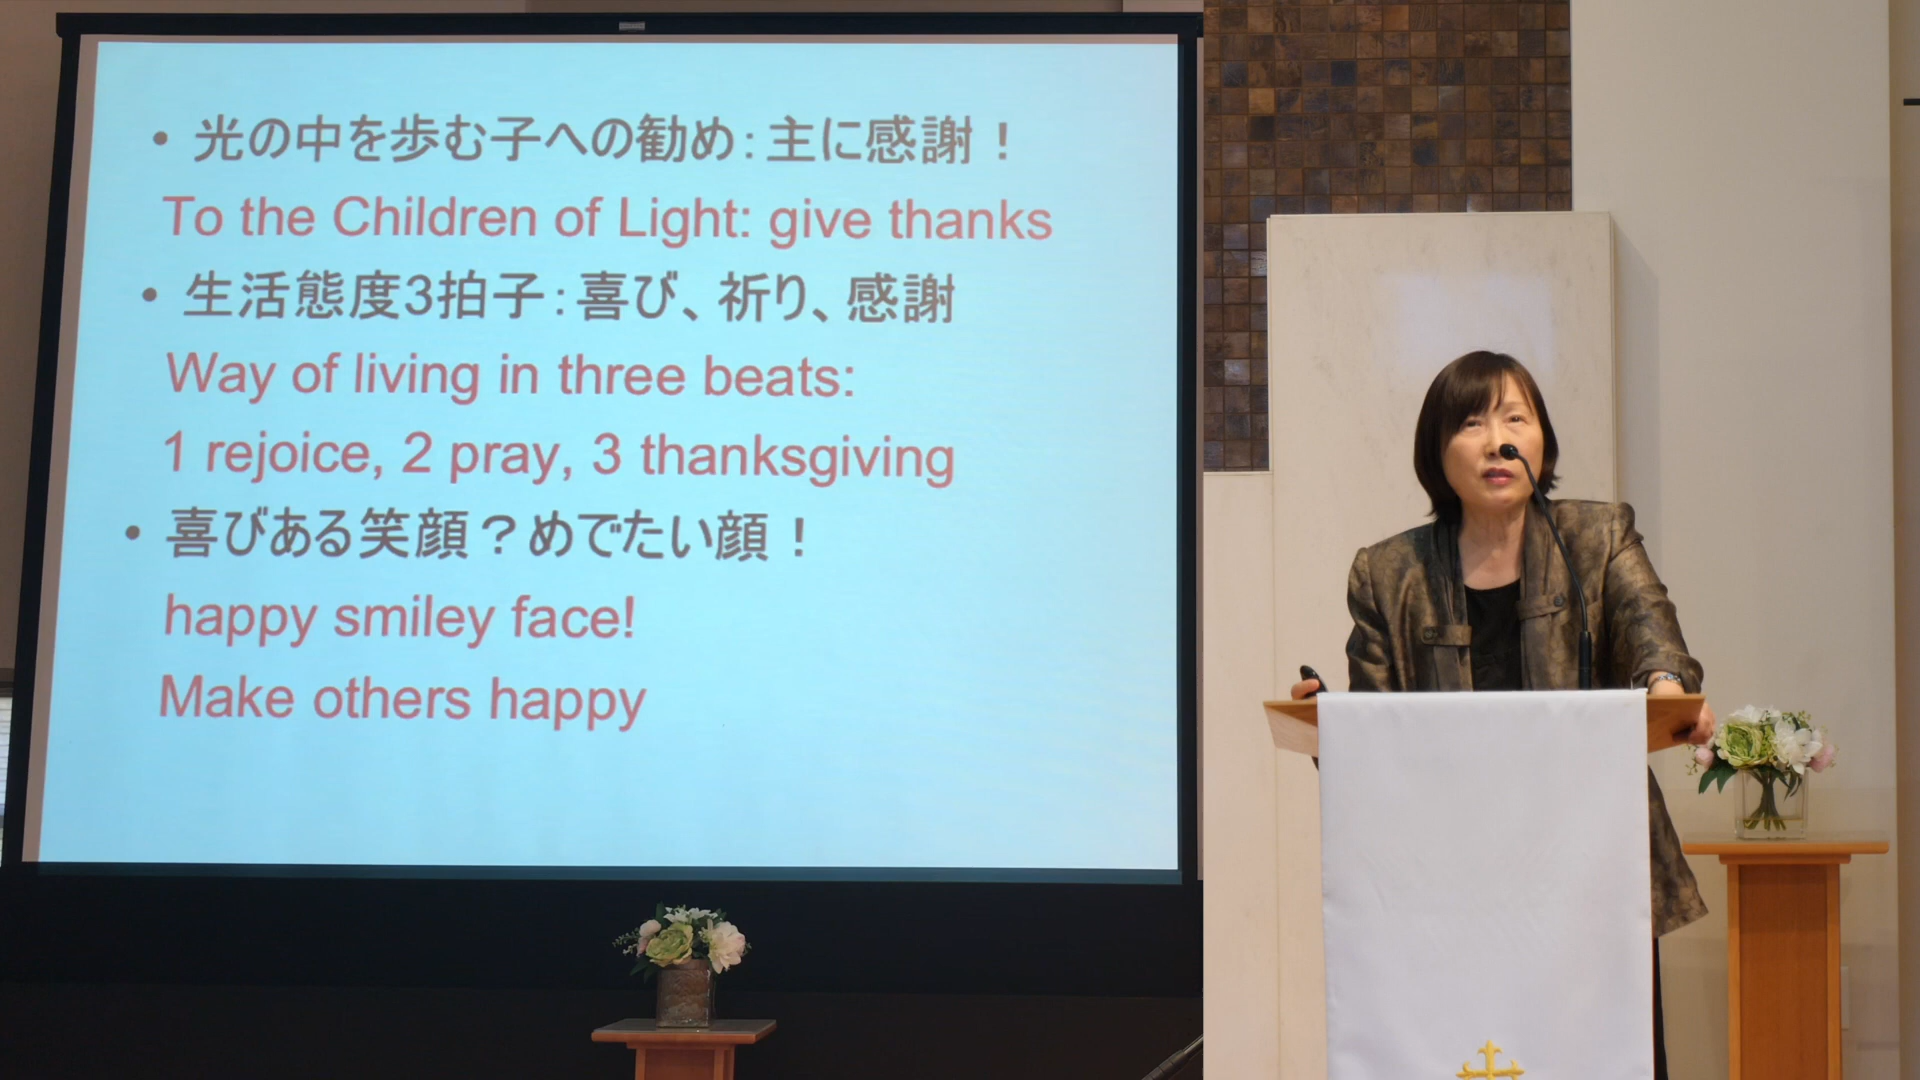 • 光の中を歩む子への勧め：主に感謝！
To the Children of Light: give thanks
• 生活態度3拍子：喜び、祈り、感謝
Way of living in three beats:
1 rejoice, 2 pray, 3 thanksgiving
• 喜びある笑顔？めでたい顔！
happy smiley face!
Make others happy